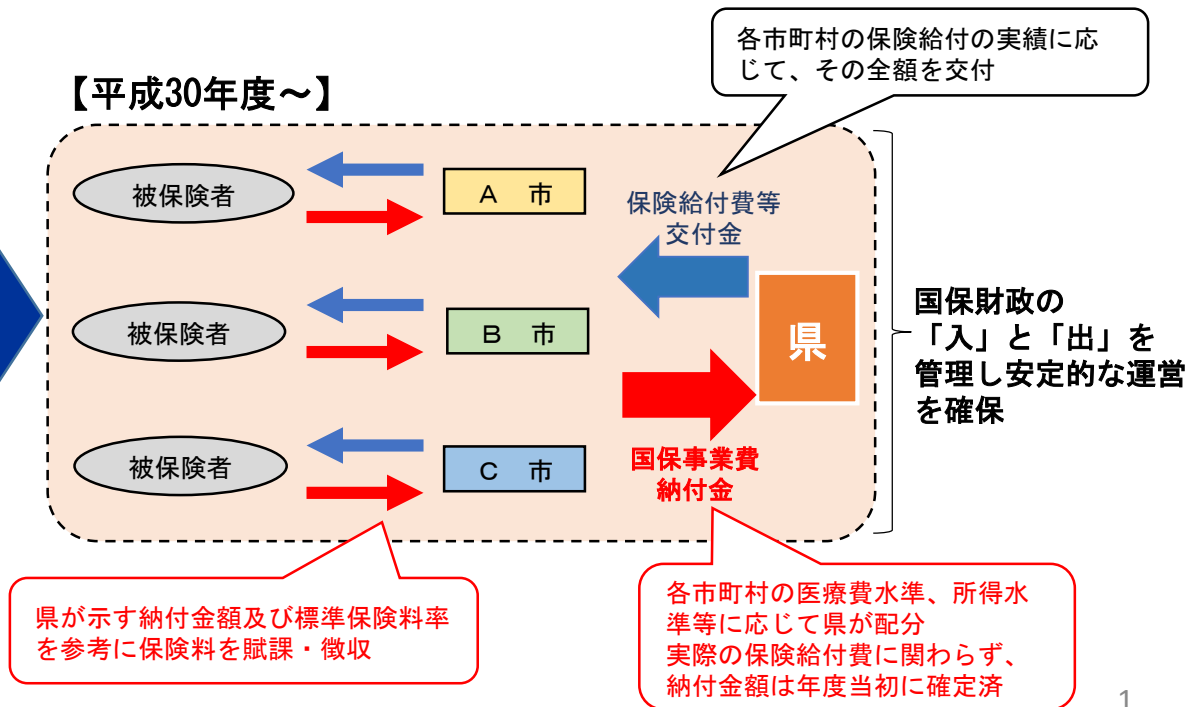 各市町村の保険給付の実績に応
じて、その全額を交付
【平成30年度~】
被保険者
A 市
保険給付費等
交付金
被保険者
B 市
県
国保財政の
「入」と「出」を
管理し安定的な運営
を確保
被保険者
C 市
国保事業費
納付金
県が示す納付金額及び標準保険料率
を参考に保険料を賦課・徴収
各市町村の医療費水準、所得水
準等に応じて県が配分
実際の保険給付費に関わらず、
納付金額は年度当初に確定済
1